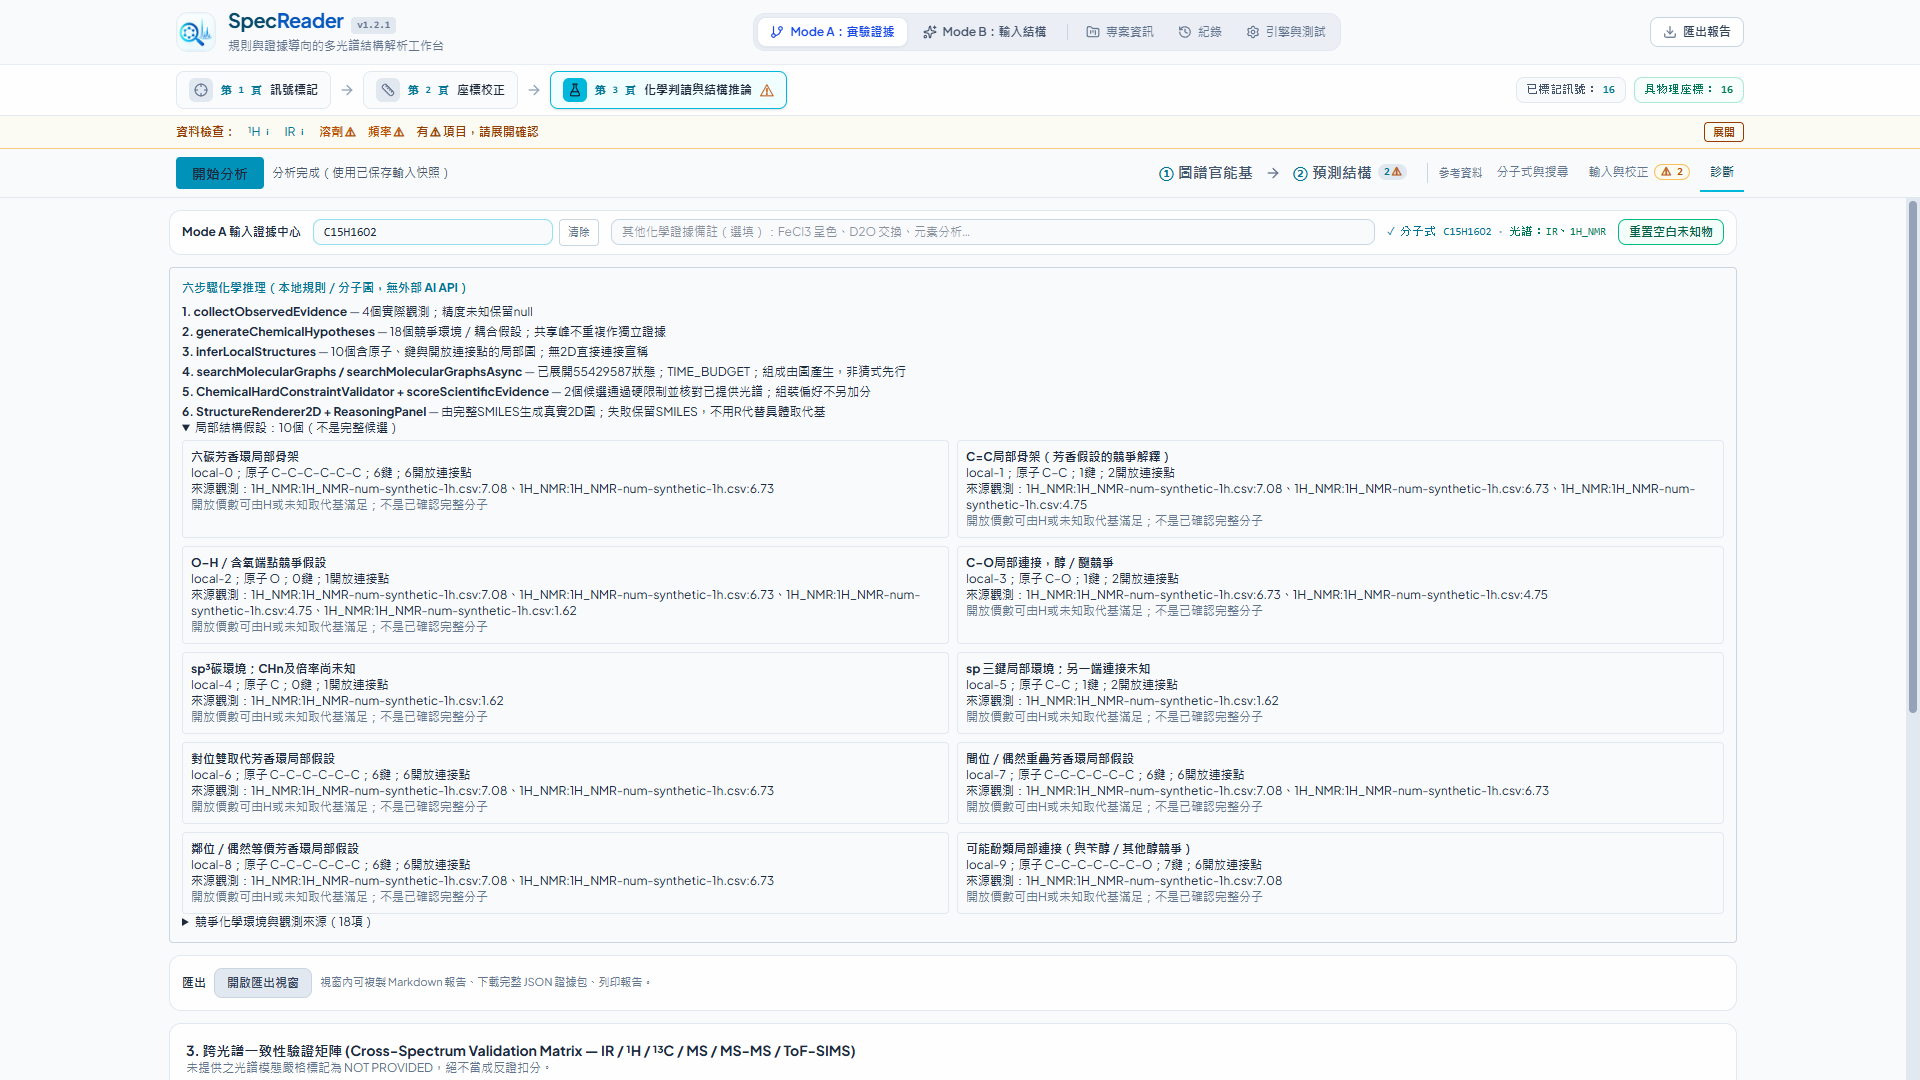 SpecReader v1.2.1
規則與證據導向的多光譜結構解析工作台
Mode A：實驗證據
Mode B：輸入結構
專案資訊
紀錄
引擎與測試
匯出報告
第 1 頁 訊號標記
第 2 頁 座標校正
第 3 頁 化學判讀與結構推論
已標記訊號： 16
具物理座標： 16
資料檢查： ¹H i IR i 溶劑⚠ 頻率⚠ 有⚠項目，請展開確認
展開
開始分析 分析完成（使用已保存輸入快照）
① 圖譜官能基 → ② 預測結構 2⚠
參考資料
分子式與搜尋
輸入與校正 ⚠ 2
診斷
Mode A 輸入證據中心
C15H16O2
清除
其他化學證據備註（選填）：FeCl3 呈色、D2O 交換、元素分析…
✓ 分子式 C15H16O2 · 光譜：IR、1H_NMR
重置空白未知物
六步驟化學推理（本地規則 / 分子圖，無外部 AI API）
1. collectObservedEvidence — 4個實際觀測；精度未知保留null
2. generateChemicalHypotheses — 18個競爭環境 / 耦合假設；共享峰不重複作獨立證據
3. inferLocalStructures — 10個含原子、鍵與開放連接點的局部圖；無2D直接連接宣稱
4. searchMolecularGraphs / searchMolecularGraphsAsync — 已展開55429587狀態；TIME_BUDGET；組成由圖產生，非猜式先行
5. ChemicalHardConstraintValidator + scoreScientificEvidence — 2個候選通過硬限制並核對已提供光譜；組裝偏好不另加分
6. StructureRenderer2D + ReasoningPanel — 由完整SMILES生成真實2D圖；失敗保留SMILES，不用R代替具體取代基
▼ 局部結構假設：10個（不是完整候選）
六碳芳香環局部骨架
local-0；原子 C-C-C-C-C-C；6鍵；6開放連接點
來源觀測：1H_NMR:1H_NMR-num-synthetic-1h.csv:7.08、1H_NMR:1H_NMR-num-synthetic-1h.csv:6.73
開放價數可由H或未知取代基滿足；不是已確認完整分子
C=C局部骨架（芳香假設的競爭解釋）
local-1；原子 C-C；1鍵；2開放連接點
來源觀測：1H_NMR:1H_NMR-num-synthetic-1h.csv:7.08、1H_NMR:1H_NMR-num-synthetic-1h.csv:6.73、1H_NMR:1H_NMR-num-
synthetic-1h.csv:4.75
開放價數可由H或未知取代基滿足；不是已確認完整分子
O-H / 含氧端點競爭假設
local-2；原子 O；0鍵；1開放連接點
來源觀測：1H_NMR:1H_NMR-num-synthetic-1h.csv:7.08、1H_NMR:1H_NMR-num-synthetic-1h.csv:6.73、1H_NMR:1H_NMR-num-
synthetic-1h.csv:4.75、1H_NMR:1H_NMR-num-synthetic-1h.csv:1.62
開放價數可由H或未知取代基滿足；不是已確認完整分子
C-O局部連接，醇 / 醚競爭
local-3；原子 C-O；1鍵；2開放連接點
來源觀測：1H_NMR:1H_NMR-num-synthetic-1h.csv:6.73、1H_NMR:1H_NMR-num-synthetic-1h.csv:4.75
開放價數可由H或未知取代基滿足；不是已確認完整分子
sp³碳環境；CHn及倍率尚未知
local-4；原子 C；0鍵；1開放連接點
來源觀測：1H_NMR:1H_NMR-num-synthetic-1h.csv:1.62
開放價數可由H或未知取代基滿足；不是已確認完整分子
sp 三鍵局部環境；另一端連接未知
local-5；原子 C-C；1鍵；2開放連接點
來源觀測：1H_NMR:1H_NMR-num-synthetic-1h.csv:1.62
開放價數可由H或未知取代基滿足；不是已確認完整分子
對位雙取代芳香環局部假設
local-6；原子 C-C-C-C-C-C；6鍵；6開放連接點
來源觀測：1H_NMR:1H_NMR-num-synthetic-1h.csv:7.08、1H_NMR:1H_NMR-num-synthetic-1h.csv:6.73
開放價數可由H或未知取代基滿足；不是已確認完整分子
間位 / 偶然重疊芳香環局部假設
local-7；原子 C-C-C-C-C-C；6鍵；6開放連接點
來源觀測：1H_NMR:1H_NMR-num-synthetic-1h.csv:7.08、1H_NMR:1H_NMR-num-synthetic-1h.csv:6.73
開放價數可由H或未知取代基滿足；不是已確認完整分子
鄰位 / 偶然等價芳香環局部假設
local-8；原子 C-C-C-C-C-C；6鍵；6開放連接點
來源觀測：1H_NMR:1H_NMR-num-synthetic-1h.csv:7.08、1H_NMR:1H_NMR-num-synthetic-1h.csv:6.73
開放價數可由H或未知取代基滿足；不是已確認完整分子
可能酚類局部連接（與苄醇 / 其他醇競爭）
local-9；原子 C-C-C-C-C-C-O；7鍵；6開放連接點
來源觀測：1H_NMR:1H_NMR-num-synthetic-1h.csv:7.08
開放價數可由H或未知取代基滿足；不是已確認完整分子
▶ 競爭化學環境與觀測來源（18項）
匯出
開啟匯出視窗
視窗內可複製 Markdown 報告、下載完整 JSON 證據包、列印報告。
3. 跨光譜一致性驗證矩陣 (Cross-Spectrum Validation Matrix — IR / ¹H / ¹³C / MS / MS-MS / ToF-SIMS)
未提供之光譜模態嚴格標記為 NOT PROVIDED，絕不當成反證扣分。